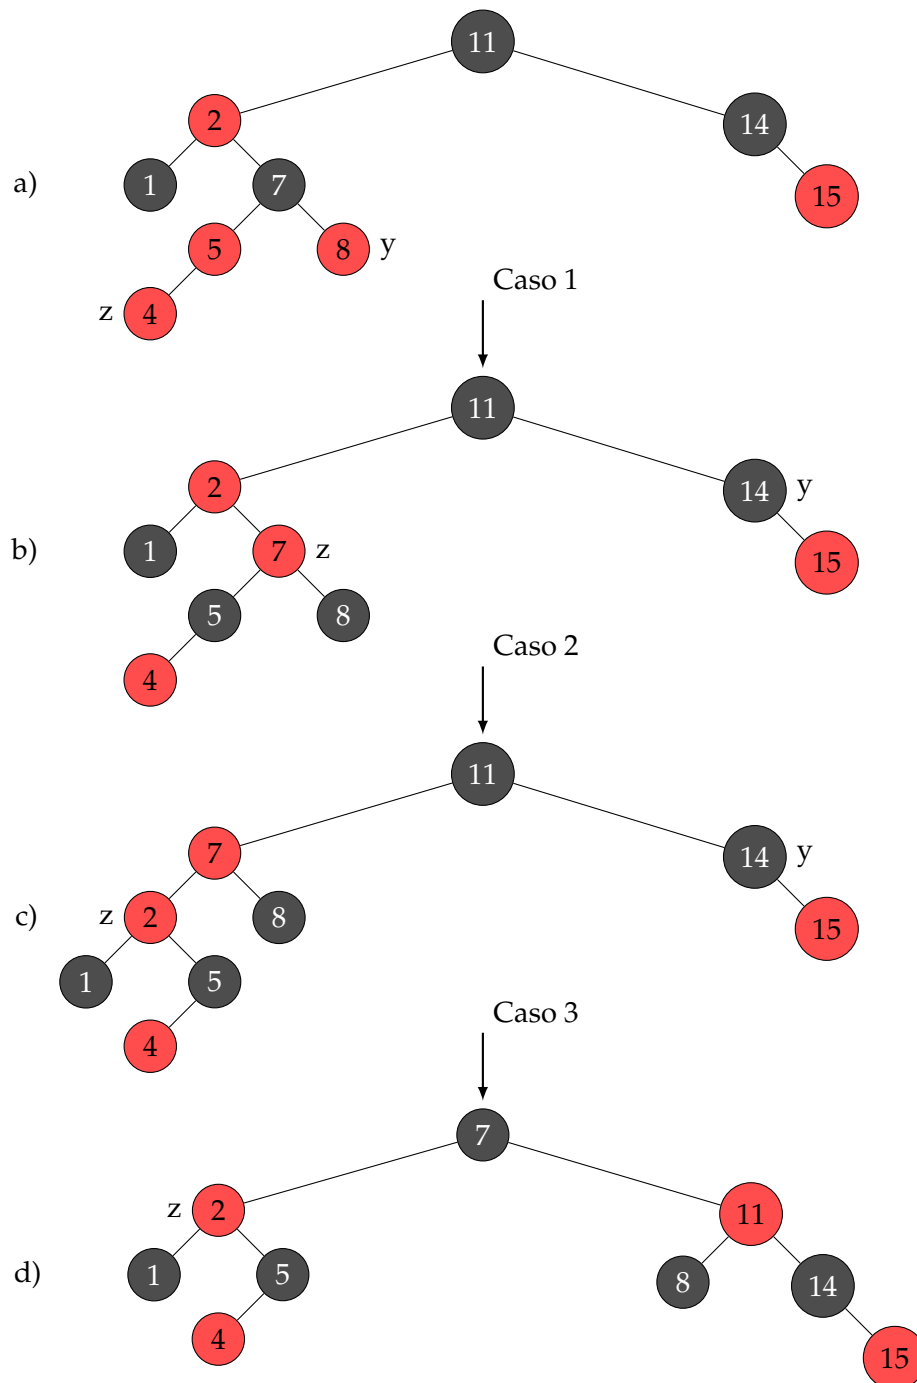 11
2
14
a) 1 7 15
5 8 y
Caso 1
z 4
11
2 14 y
b) 1 7 z 15
5 8
Caso 2
4
11
7 14 y
c) z 2 8 15
1 5
Caso 3
4
7
z 2 11
d) 1 5 8 14
4 15